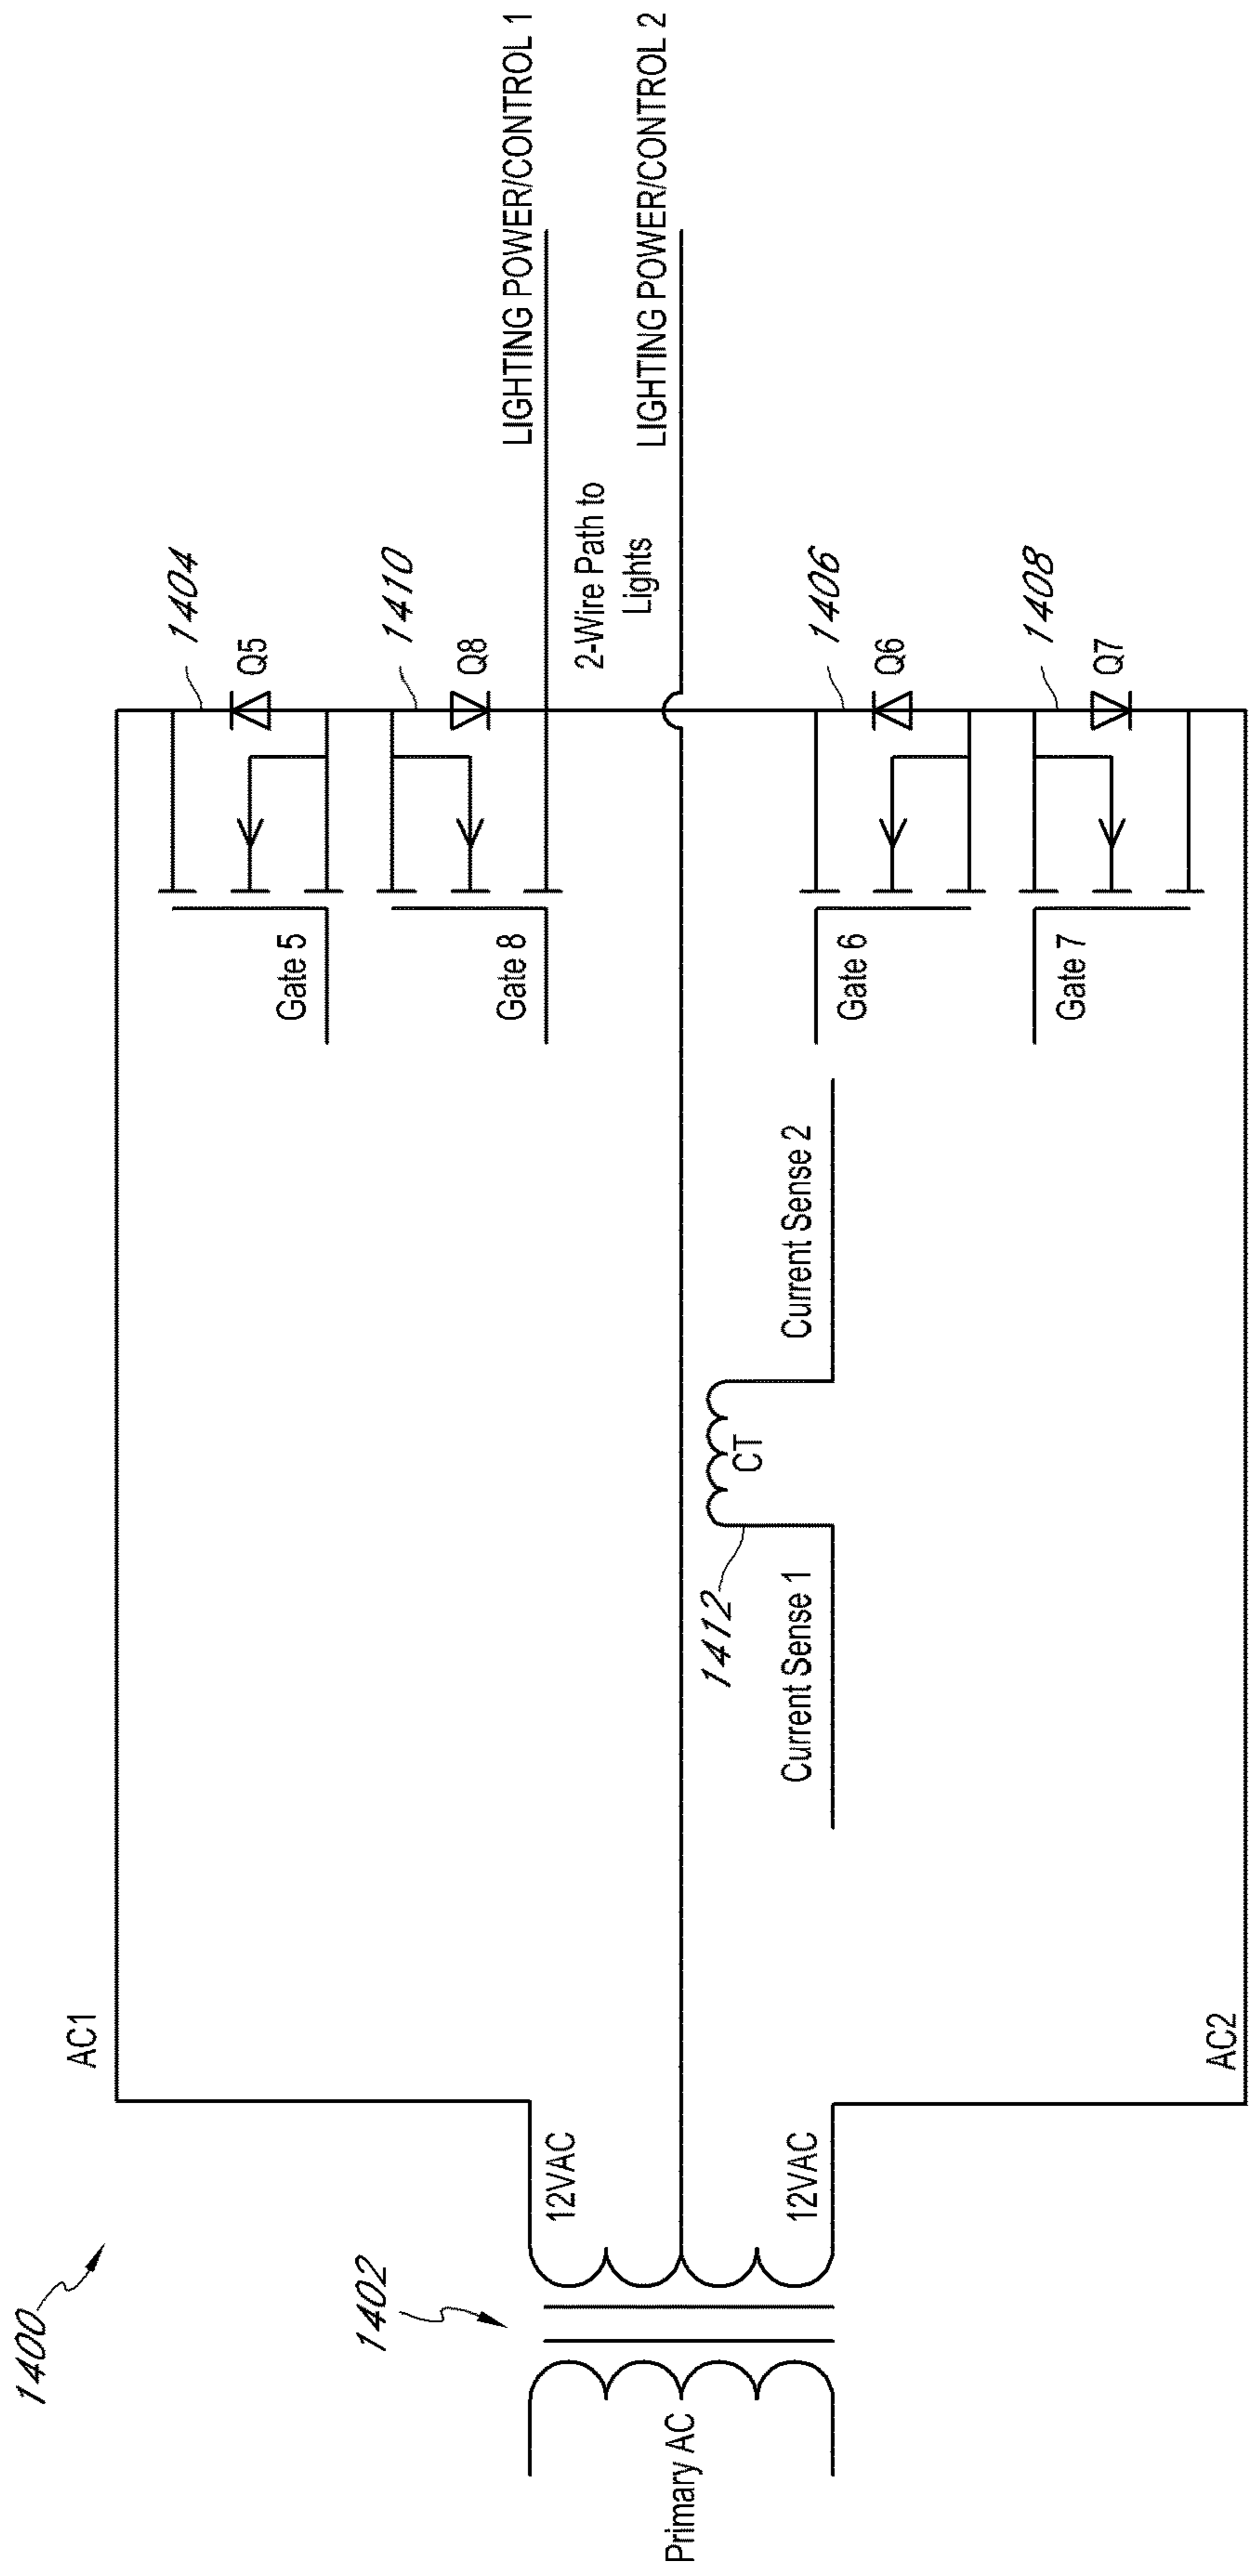 1400
1402
Primary AC
12VAC
12VAC
AC1
AC2
1412
CT
Current Sense 1
Current Sense 2
Gate 5
Gate 8
Gate 6
Gate 7
1404
Q5
1410
Q8
1406
Q6
1408
Q7
2-Wire Path to
Lights
LIGHTING POWER/CONTROL 1
LIGHTING POWER/CONTROL 2